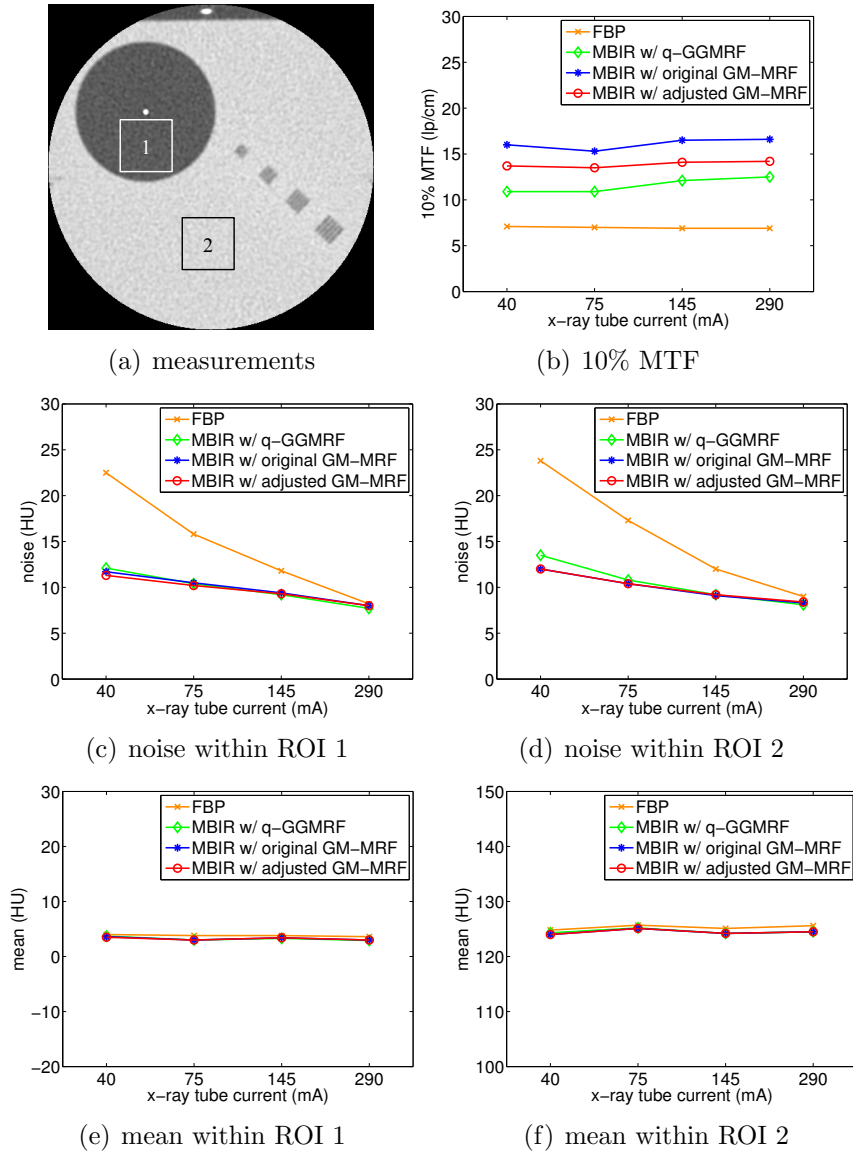 1
2
(a) measurements
30
25
20
15
10
5
0
10% MTF (lp/cm)
FBP
MBIR w/ q-GGMRF
MBIR w/ original GM-MRF
MBIR w/ adjusted GM-MRF
40 75 145 290
x-ray tube current (mA)
(b) 10% MTF
30
25
20
15
10
5
0
noise (HU)
FBP
MBIR w/ q-GGMRF
MBIR w/ original GM-MRF
MBIR w/ adjusted GM-MRF
40 75 145 290
x-ray tube current (mA)
(c) noise within ROI 1
30
25
20
15
10
5
0
noise (HU)
FBP
MBIR w/ q-GGMRF
MBIR w/ original GM-MRF
MBIR w/ adjusted GM-MRF
40 75 145 290
x-ray tube current (mA)
(d) noise within ROI 2
30
20
10
0
−10
−20
mean (HU)
FBP
MBIR w/ q-GGMRF
MBIR w/ original GM-MRF
MBIR w/ adjusted GM-MRF
40 75 145 290
x-ray tube current (mA)
(e) mean within ROI 1
150
140
130
120
110
100
mean (HU)
FBP
MBIR w/ q-GGMRF
MBIR w/ original GM-MRF
MBIR w/ adjusted GM-MRF
40 75 145 290
x-ray tube current (mA)
(f) mean within ROI 2